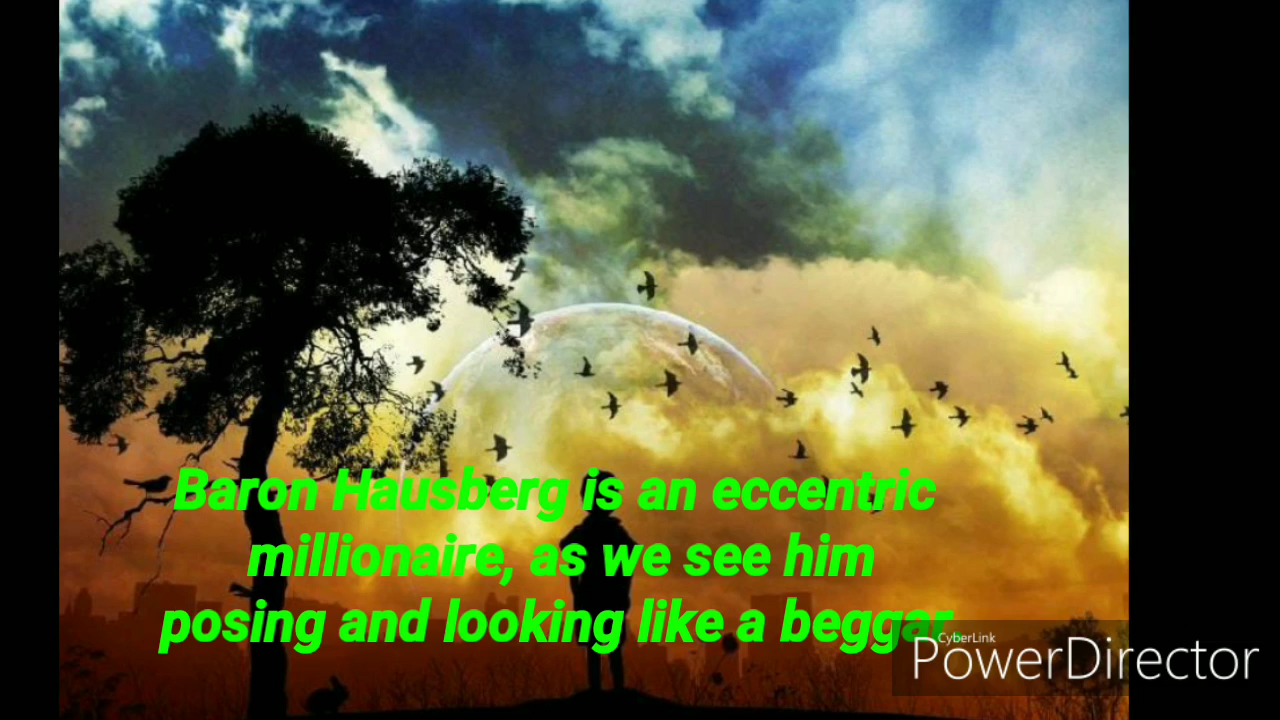 Baron Hausberg is an eccentric
millionaire, as we see him
posing and looking like a beggar
CyberLink
PowerDirector